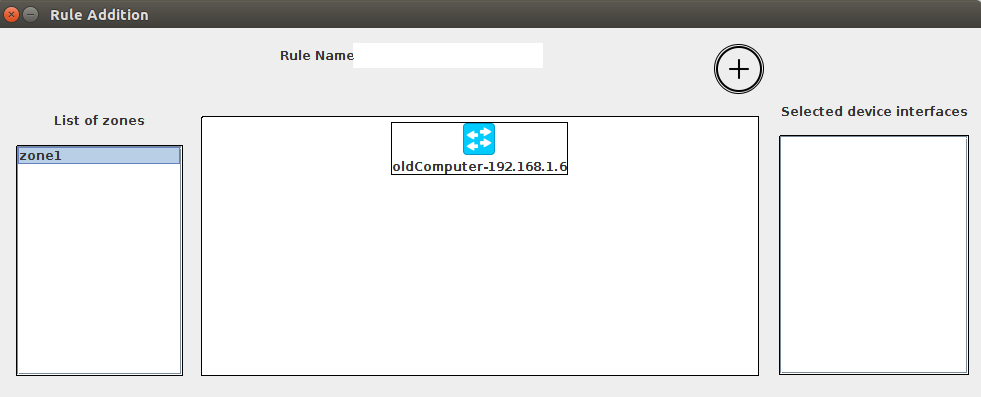 Rule Addition
Rule Name
List of zones
Selected device interfaces
zone1
oldComputer-192.168.1.6